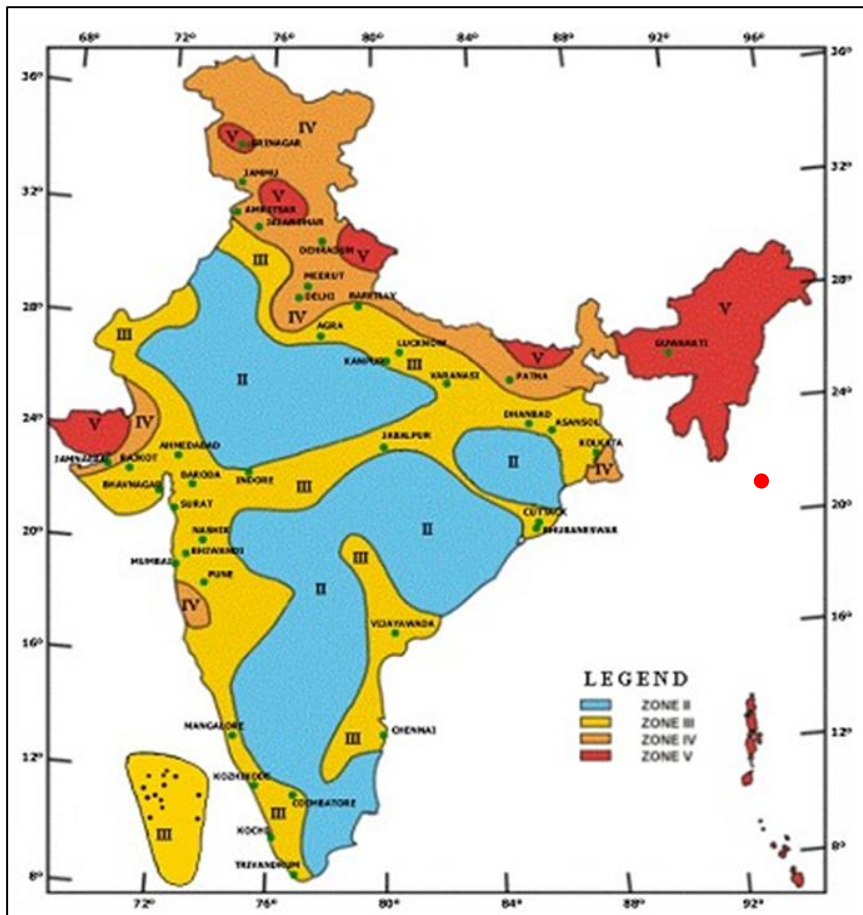 68° 72° 76° 80° 84° 88° 92° 96°
36° 36°
IV
V
SRINAGAR
JAMMU
32° 32°
V
AMRITSAR
JALANDHAR
DEHRADUN
V
III
MEERUT
DELHI
BAREILLY
28° 28°
V
IV
III
AGRA
LUCKNOW
V
GUWAHATI
KANPUR
III
VARANASI
PATNA
II
24° 24°
V
IV
DHANBAD
ASANSOL
AHMEDABAD
JABALPUR
KOLKATA
JAMNAGAR
RAJKOT
II
IV
BARODA
INDORE
BHAVNAGAR
III
SURAT
20° 20°
CUTTACK
BHUBANESWAR
NASHIK
II
BHIWANDI
MUMBAI
III
PUNE
II
IV
VIJAYAWADA
16° 16°
LEGEND
ZONE II
ZONE III
ZONE IV
ZONE V
MANGALORE
CHENNAI
III
12° 12°
KOZHIKODE
COIMBATORE
III
III
KOCHI
TRIVANDRUM
8° 8°
72° 76° 80° 84° 88° 92°